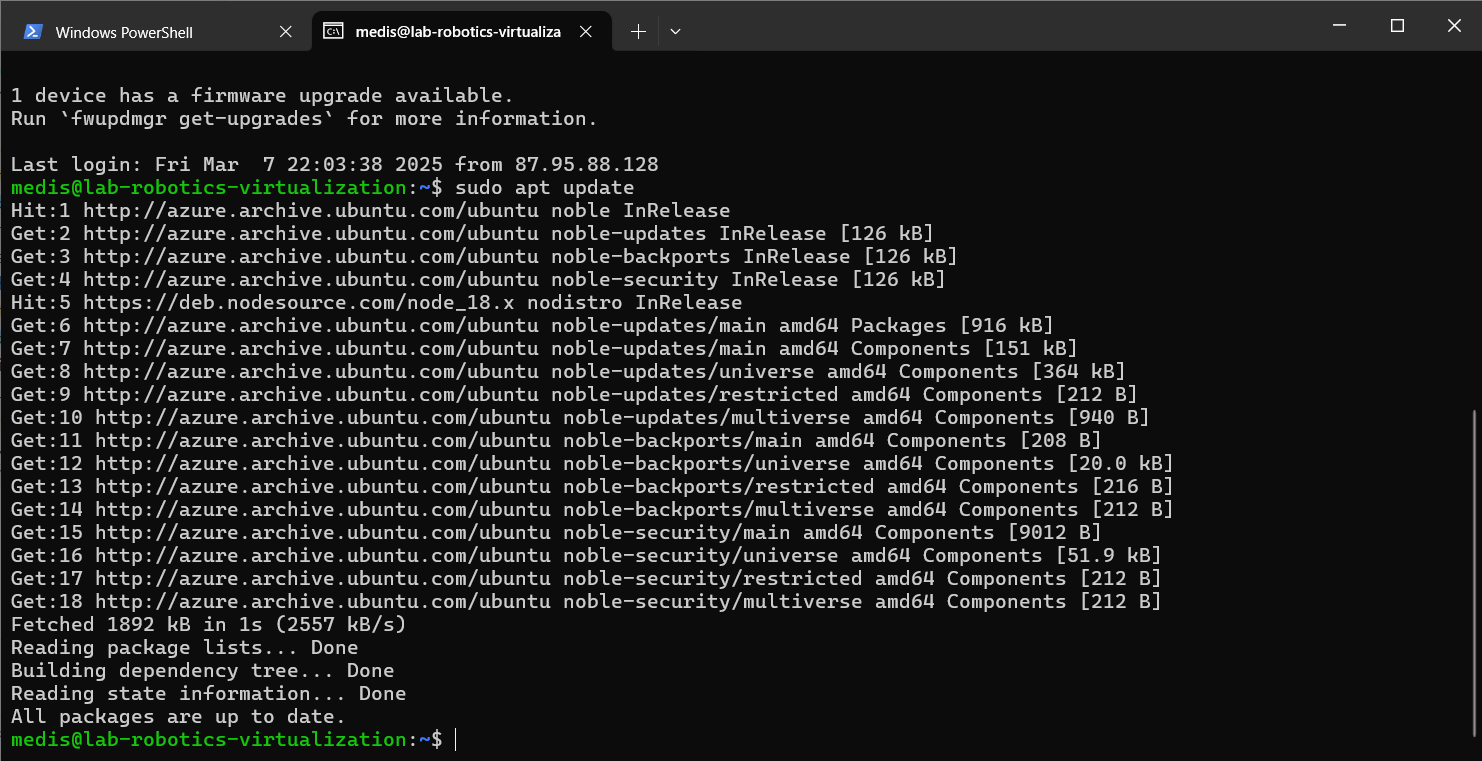 Windows PowerShell
medis@lab-robotics-virtualiza
1 device has a firmware upgrade available.
Run `fwupdmgr get-upgrades` for more information.
Last login: Fri Mar  7 22:03:38 2025 from 87.95.88.128
medis@lab-robotics-virtualization:~$ sudo apt update
Hit:1 http://azure.archive.ubuntu.com/ubuntu noble InRelease
Get:2 http://azure.archive.ubuntu.com/ubuntu noble-updates InRelease [126 kB]
Get:3 http://azure.archive.ubuntu.com/ubuntu noble-backports InRelease [126 kB]
Get:4 http://azure.archive.ubuntu.com/ubuntu noble-security InRelease [126 kB]
Hit:5 https://deb.nodesource.com/node_18.x nodistro InRelease
Get:6 http://azure.archive.ubuntu.com/ubuntu noble-updates/main amd64 Packages [916 kB]
Get:7 http://azure.archive.ubuntu.com/ubuntu noble-updates/main amd64 Components [151 kB]
Get:8 http://azure.archive.ubuntu.com/ubuntu noble-updates/universe amd64 Components [364 kB]
Get:9 http://azure.archive.ubuntu.com/ubuntu noble-updates/restricted amd64 Components [212 B]
Get:10 http://azure.archive.ubuntu.com/ubuntu noble-updates/multiverse amd64 Components [940 B]
Get:11 http://azure.archive.ubuntu.com/ubuntu noble-backports/main amd64 Components [208 B]
Get:12 http://azure.archive.ubuntu.com/ubuntu noble-backports/universe amd64 Components [20.0 kB]
Get:13 http://azure.archive.ubuntu.com/ubuntu noble-backports/restricted amd64 Components [216 B]
Get:14 http://azure.archive.ubuntu.com/ubuntu noble-backports/multiverse amd64 Components [212 B]
Get:15 http://azure.archive.ubuntu.com/ubuntu noble-security/main amd64 Components [9012 B]
Get:16 http://azure.archive.ubuntu.com/ubuntu noble-security/universe amd64 Components [51.9 kB]
Get:17 http://azure.archive.ubuntu.com/ubuntu noble-security/restricted amd64 Components [212 B]
Get:18 http://azure.archive.ubuntu.com/ubuntu noble-security/multiverse amd64 Components [212 B]
Fetched 1892 kB in 1s (2557 kB/s)
Reading package lists... Done
Building dependency tree... Done
Reading state information... Done
All packages are up to date.
medis@lab-robotics-virtualization:~$